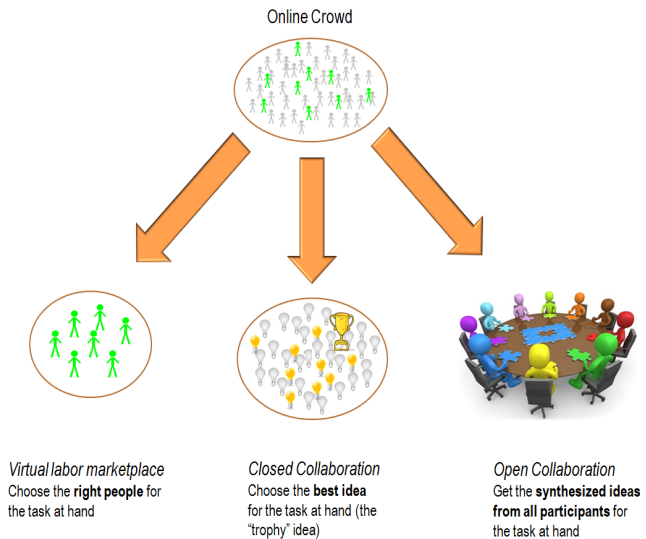 Online Crowd
Virtual labor marketplace
Choose the right people for
the task at hand
Closed Collaboration
Choose the best idea
for the task at hand (the
“trophy” idea)
Open Collaboration
Get the synthesized ideas
from all participants for
the task at hand